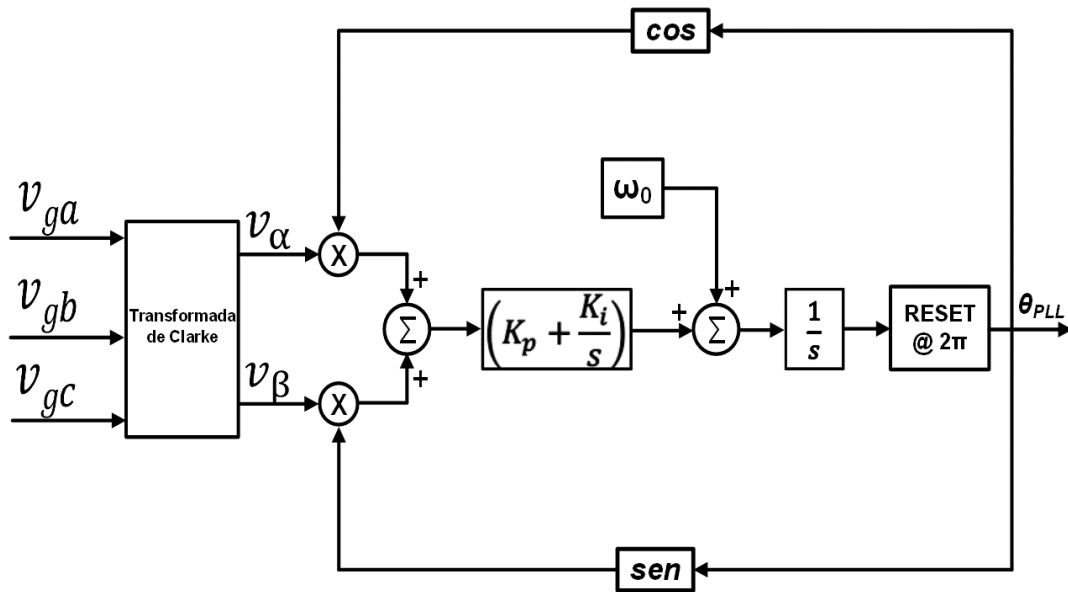 cos
ω₀
v_ga
v_gb
v_gc
Transformada
de Clarke
v_α
v_β
X
X
+
+
Σ
(K_p + K_i/s)
+
+
Σ
1/s
RESET
@ 2π
θ_PLL
sen